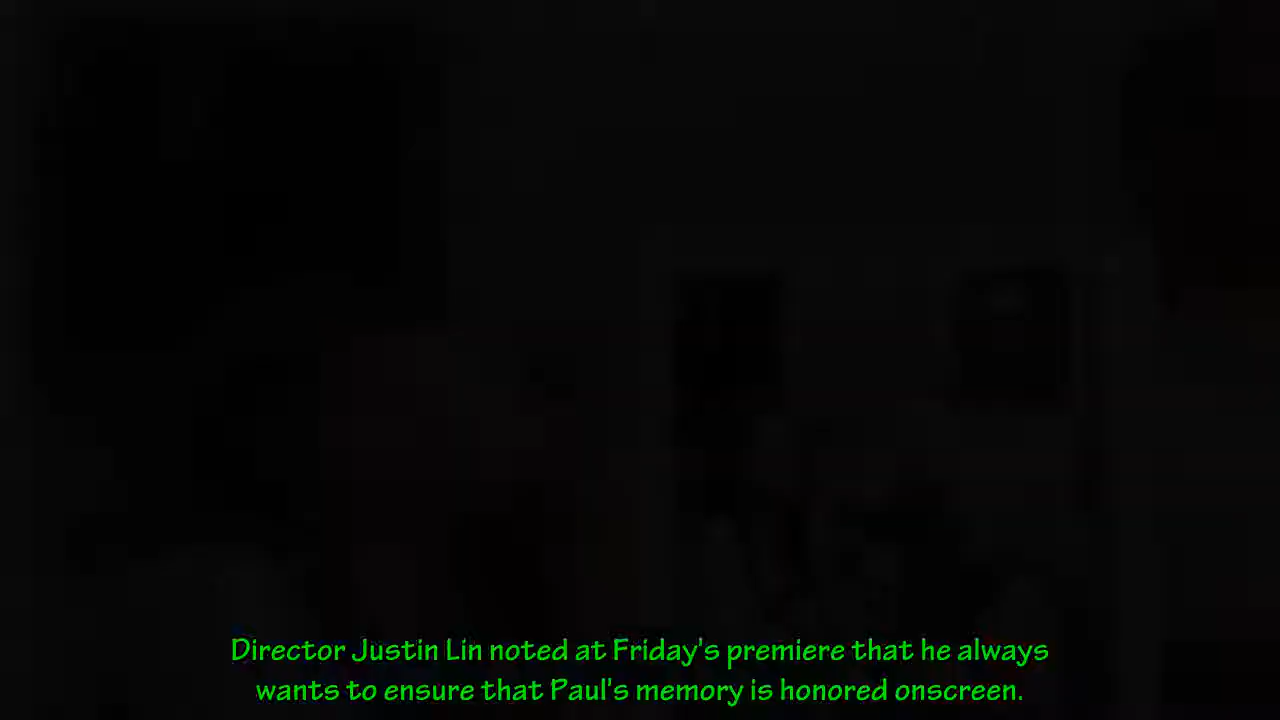 Director Justin Lin noted at Friday's premiere that he always
wants to ensure that Paul's memory is honored onscreen.